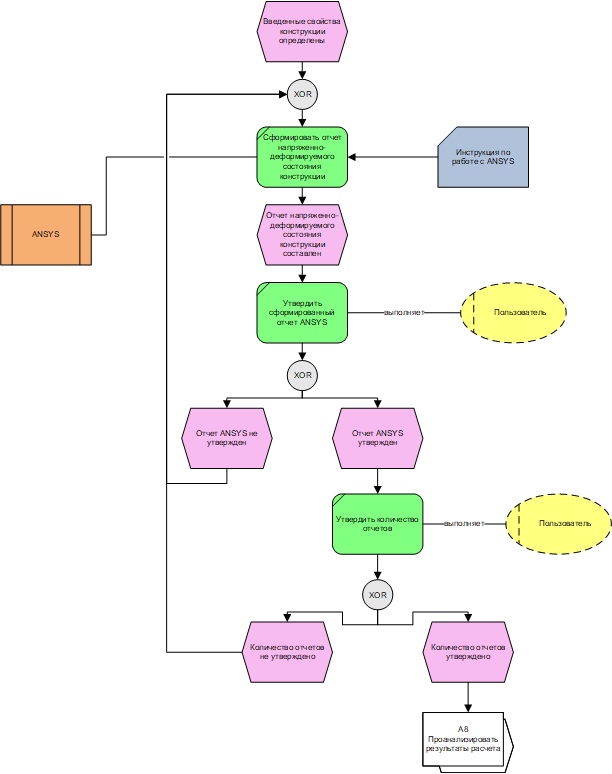 Введенные свойства
конструкции
определены
XOR
Сформировать отчет
напряженно-
деформируемого
состояния
конструкции
Инструкция по
работе с ANSYS
ANSYS
Отчет напряженно-
деформируемого
состояния
конструкции
составлен
Утвердить
сформированный
отчет ANSYS
выполняет
Пользователь
XOR
Отчет ANSYS не
утвержден
Отчет ANSYS
утвержден
Утвердить количество
отчетов
выполняет
Пользователь
XOR
Количество отчетов
не утверждено
Количество отчетов
утверждено
A8
Проанализировать
результаты расчета